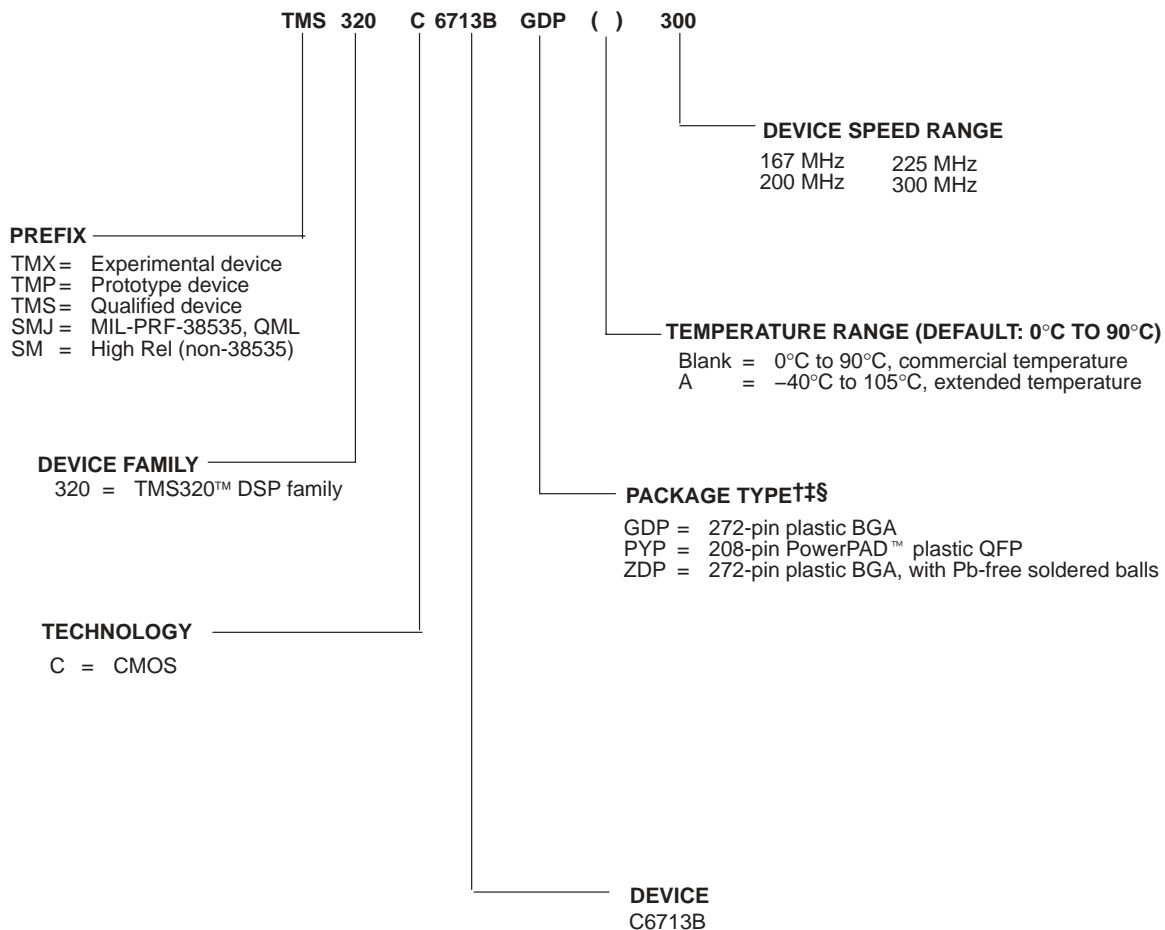 TMS 320 C 6713B GDP ( ) 300
DEVICE SPEED RANGE
167 MHz 225 MHz
200 MHz 300 MHz
PREFIX
TMX = Experimental device
TMP = Prototype device
TMS = Qualified device
SMJ = MIL-PRF-38535, QML
SM = High Rel (non-38535)
TEMPERATURE RANGE (DEFAULT: 0°C TO 90°C)
Blank = 0°C to 90°C, commercial temperature
A = −40°C to 105°C, extended temperature
DEVICE FAMILY
320 = TMS320™ DSP family
PACKAGE TYPE†‡§
GDP = 272-pin plastic BGA
PYP = 208-pin PowerPAD™ plastic QFP
ZDP = 272-pin plastic BGA, with Pb-free soldered balls
TECHNOLOGY
C = CMOS
DEVICE
C6713B